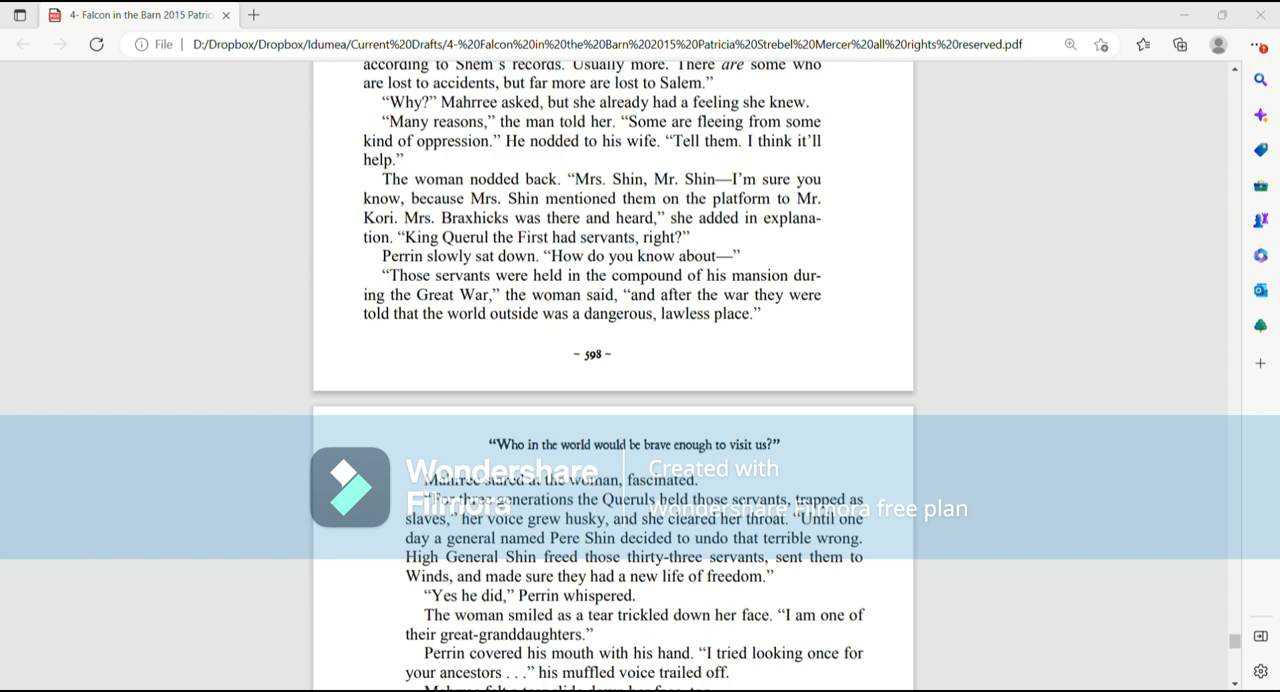 4- Falcon in the Barn 2015 Patric
File
D:/Dropbox/Dropbox/Idumea/Current%20Drafts/4-%20Falcon%20in%20the%20Barn%202015%20Patricia%20Strebel%20Mercer%20all%20rights%20reserved.pdf
according to Shem's records. Usually more. There are some who
are lost to accidents, but far more are lost to Salem.”
“Why?” Mahrree asked, but she already had a feeling she knew.
“Many reasons,” the man told her. “Some are fleeing from some
kind of oppression.” He nodded to his wife. “Tell them. I think it’ll
help.”
The woman nodded back. “Mrs. Shin, Mr. Shin—I’m sure you
know, because Mrs. Shin mentioned them on the platform to Mr.
Kori. Mrs. Braxhicks was there and heard,” she added in explana-
tion. “King Querul the First had servants, right?”
Perrin slowly sat down. “How do you know about—”
“Those servants were held in the compound of his mansion dur-
ing the Great War,” the woman said, “and after the war they were
told that the world outside was a dangerous, lawless place.”
~ 598 ~
“Who in the world would be brave enough to visit us?”
Mahrree stared at the woman, fascinated.
“For three generations the Queruls held those servants, trapped as
slaves,” her voice grew husky, and she cleared her throat. “Until one
day a general named Pere Shin decided to undo that terrible wrong.
High General Shin freed those thirty-three servants, sent them to
Winds, and made sure they had a new life of freedom.”
“Yes he did,” Perrin whispered.
The woman smiled as a tear trickled down her face. “I am one of
their great-granddaughters.”
Perrin covered his mouth with his hand. “I tried looking once for
your ancestors . . .” his muffled voice trailed off.
Mahrree felt a tear slide down her face, too.
Wondershare
Filmora
Created with
Wondershare Filmora free plan